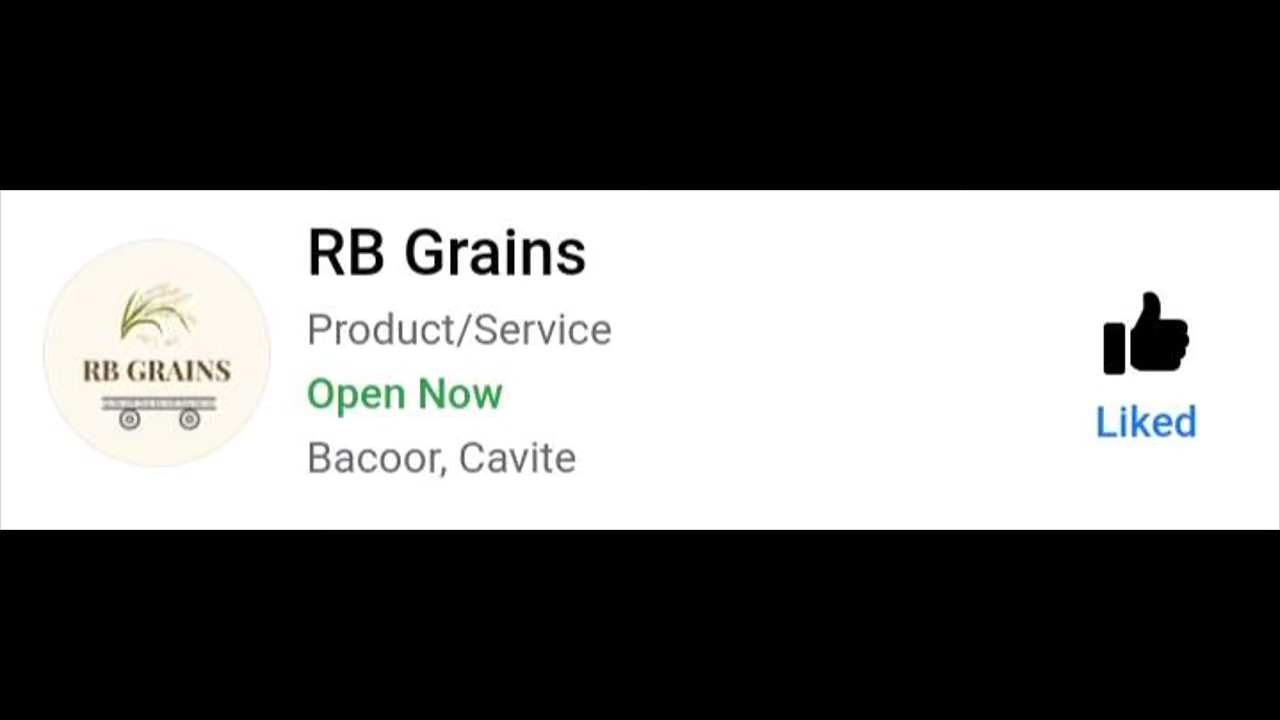 RB GRAINS
RB Grains
Product/Service
Open Now
Bacoor, Cavite
Liked